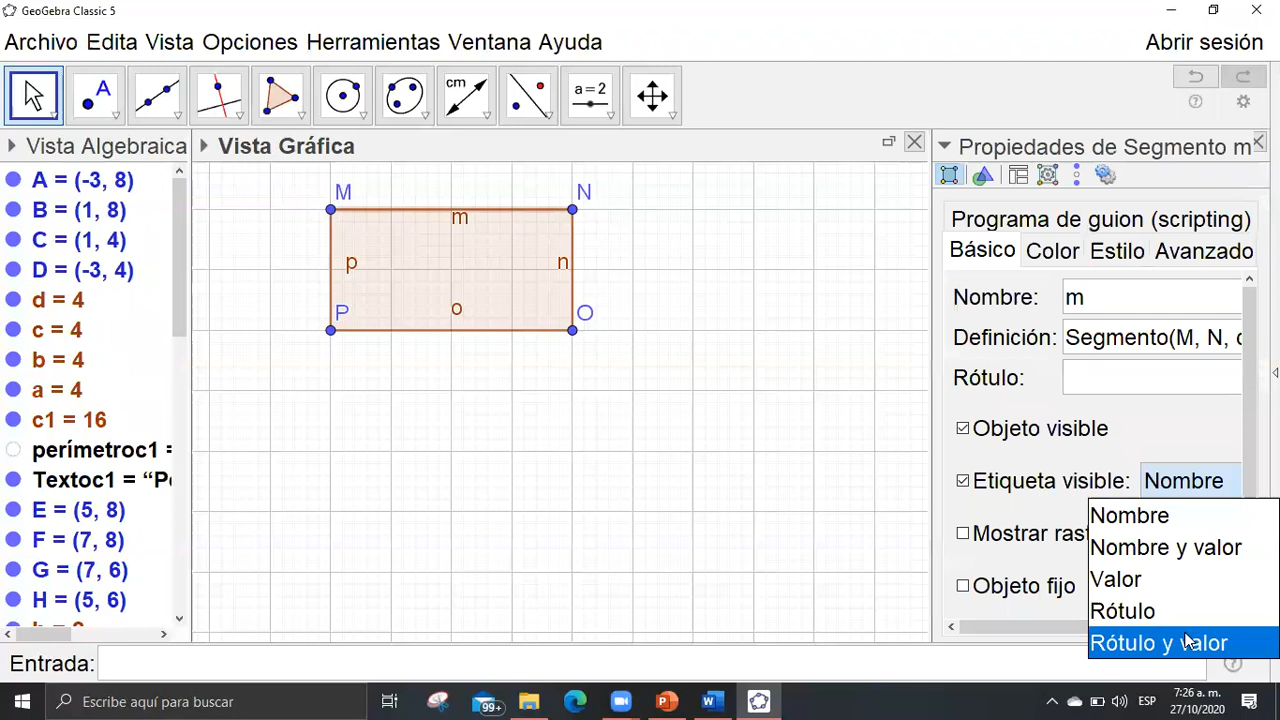 GeoGebra Classic 5
Archivo Edita Vista Opciones Herramientas Ventana Ayuda
Abrir sesión
A
cm
a=2
Vista Algebraica
Vista Gráfica
Propiedades de Segmento m
A = (-3, 8)
B = (1, 8)
C = (1, 4)
D = (-3, 4)
d = 4
c = 4
b = 4
a = 4
c1 = 16
perímetroc1 =
Textoc1 = “Pe
E = (5, 8)
F = (7, 8)
G = (7, 6)
H = (5, 6)
M
N
m
p
n
o
P
O
Programa de guion (scripting)
Básico Color Estilo Avanzado
Nombre: m
Definición: Segmento(M, N, c
Rótulo:
Objeto visible
Etiqueta visible: Nombre
Mostrar rast
Objeto fijo
Nombre
Nombre y valor
Valor
Rótulo
Rótulo y valor
Entrada:
Escribe aquí para buscar
99+
ESP
7:26 a. m.
27/10/2020